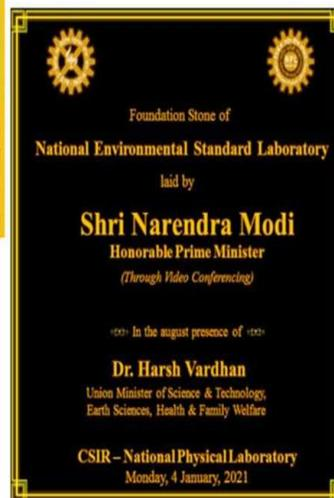 Foundation Stone of
National Environmental Standard Laboratory
laid by
Shri Narendra Modi
Honorable Prime Minister
(Through Video Conferencing)
In the august presence of
Dr. Harsh Vardhan
Union Minister of Science & Technology,
Earth Sciences, Health & Family Welfare
CSIR – National Physical Laboratory
Monday, 4 January, 2021